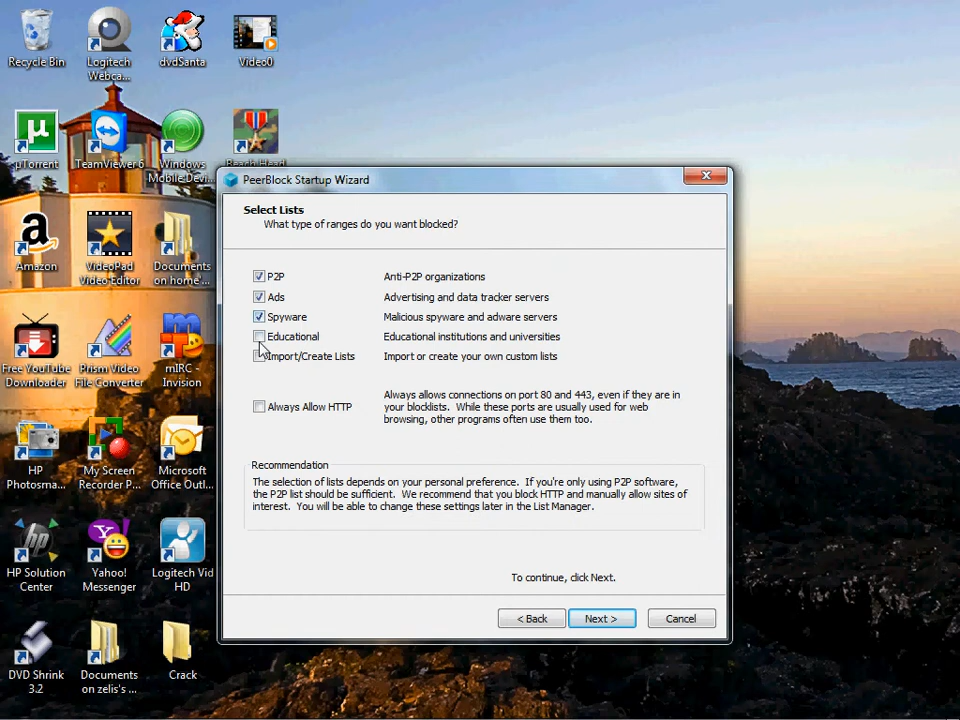 Recycle Bin
Logitech
Webca...
dvdSanta
Video0
µTorrent
TeamViewer 6
Windows
Mobile Devi...
Beach Head
Amazon
VideoPad
Video Editor
Documents
on home'...
Free YouTube
Downloader
Prism Video
File Converter
mIRC -
Invision
HP
Photosma...
My Screen
Recorder P...
Microsoft
Office Outl...
HP Solution
Center
Yahoo!
Messenger
Logitech Vid
HD
DVD Shrink
3.2
Documents
on zelis's ...
Crack
PeerBlock Startup Wizard
Select Lists
What type of ranges do you want blocked?
P2P Anti-P2P organizations
Ads Advertising and data tracker servers
Spyware Malicious spyware and adware servers
Educational Educational institutions and universities
Import/Create Lists Import or create your own custom lists
Always Allow HTTP Always allows connections on port 80 and 443, even if they are in
your blocklists. While these ports are usually used for web
browsing, other programs often use them too.
Recommendation
The selection of lists depends on your personal preference. If you're only using P2P software,
the P2P list should be sufficient. We recommend that you block HTTP and manually allow sites of
interest. You will be able to change these settings later in the List Manager.
To continue, click Next.
< Back Next > Cancel